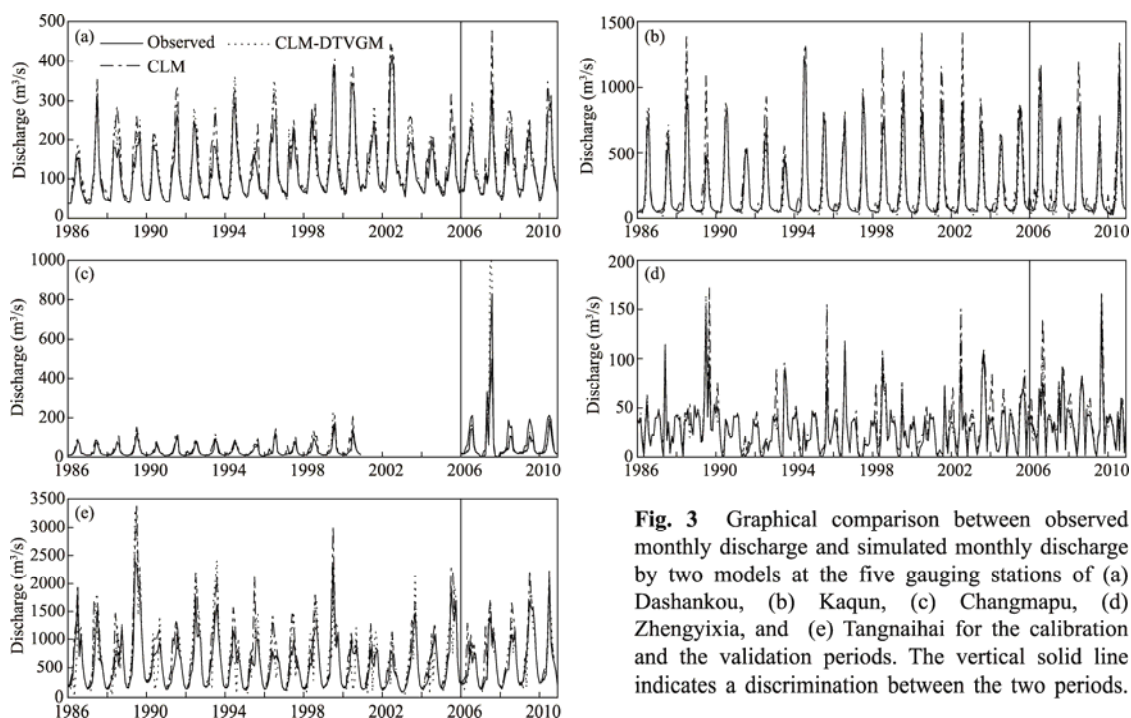 (a)
Observed
CLM-DTVGM
CLM
Discharge (m³/s)
500
400
300
200
100
0
1986 1990 1994 1998 2002 2006 2010
(b)
Discharge (m³/s)
1500
1000
500
0
1986 1990 1994 1998 2002 2006 2010
(c)
Discharge (m³/s)
1000
800
600
400
200
0
1986 1990 1994 1998 2002 2006 2010
(d)
Discharge (m³/s)
200
150
100
50
0
1986 1990 1994 1998 2002 2006 2010
(e)
Discharge (m³/s)
3500
3000
2500
2000
1500
1000
500
0
1986 1990 1994 1998 2002 2006 2010
Fig. 3 Graphical comparison between observed
monthly discharge and simulated monthly discharge
by two models at the five gauging stations of (a)
Dashankou, (b) Kaqun, (c) Changmapu, (d)
Zhengyixia, and (e) Tangnaihai for the calibration
and the validation periods. The vertical solid line
indicates a discrimination between the two periods.